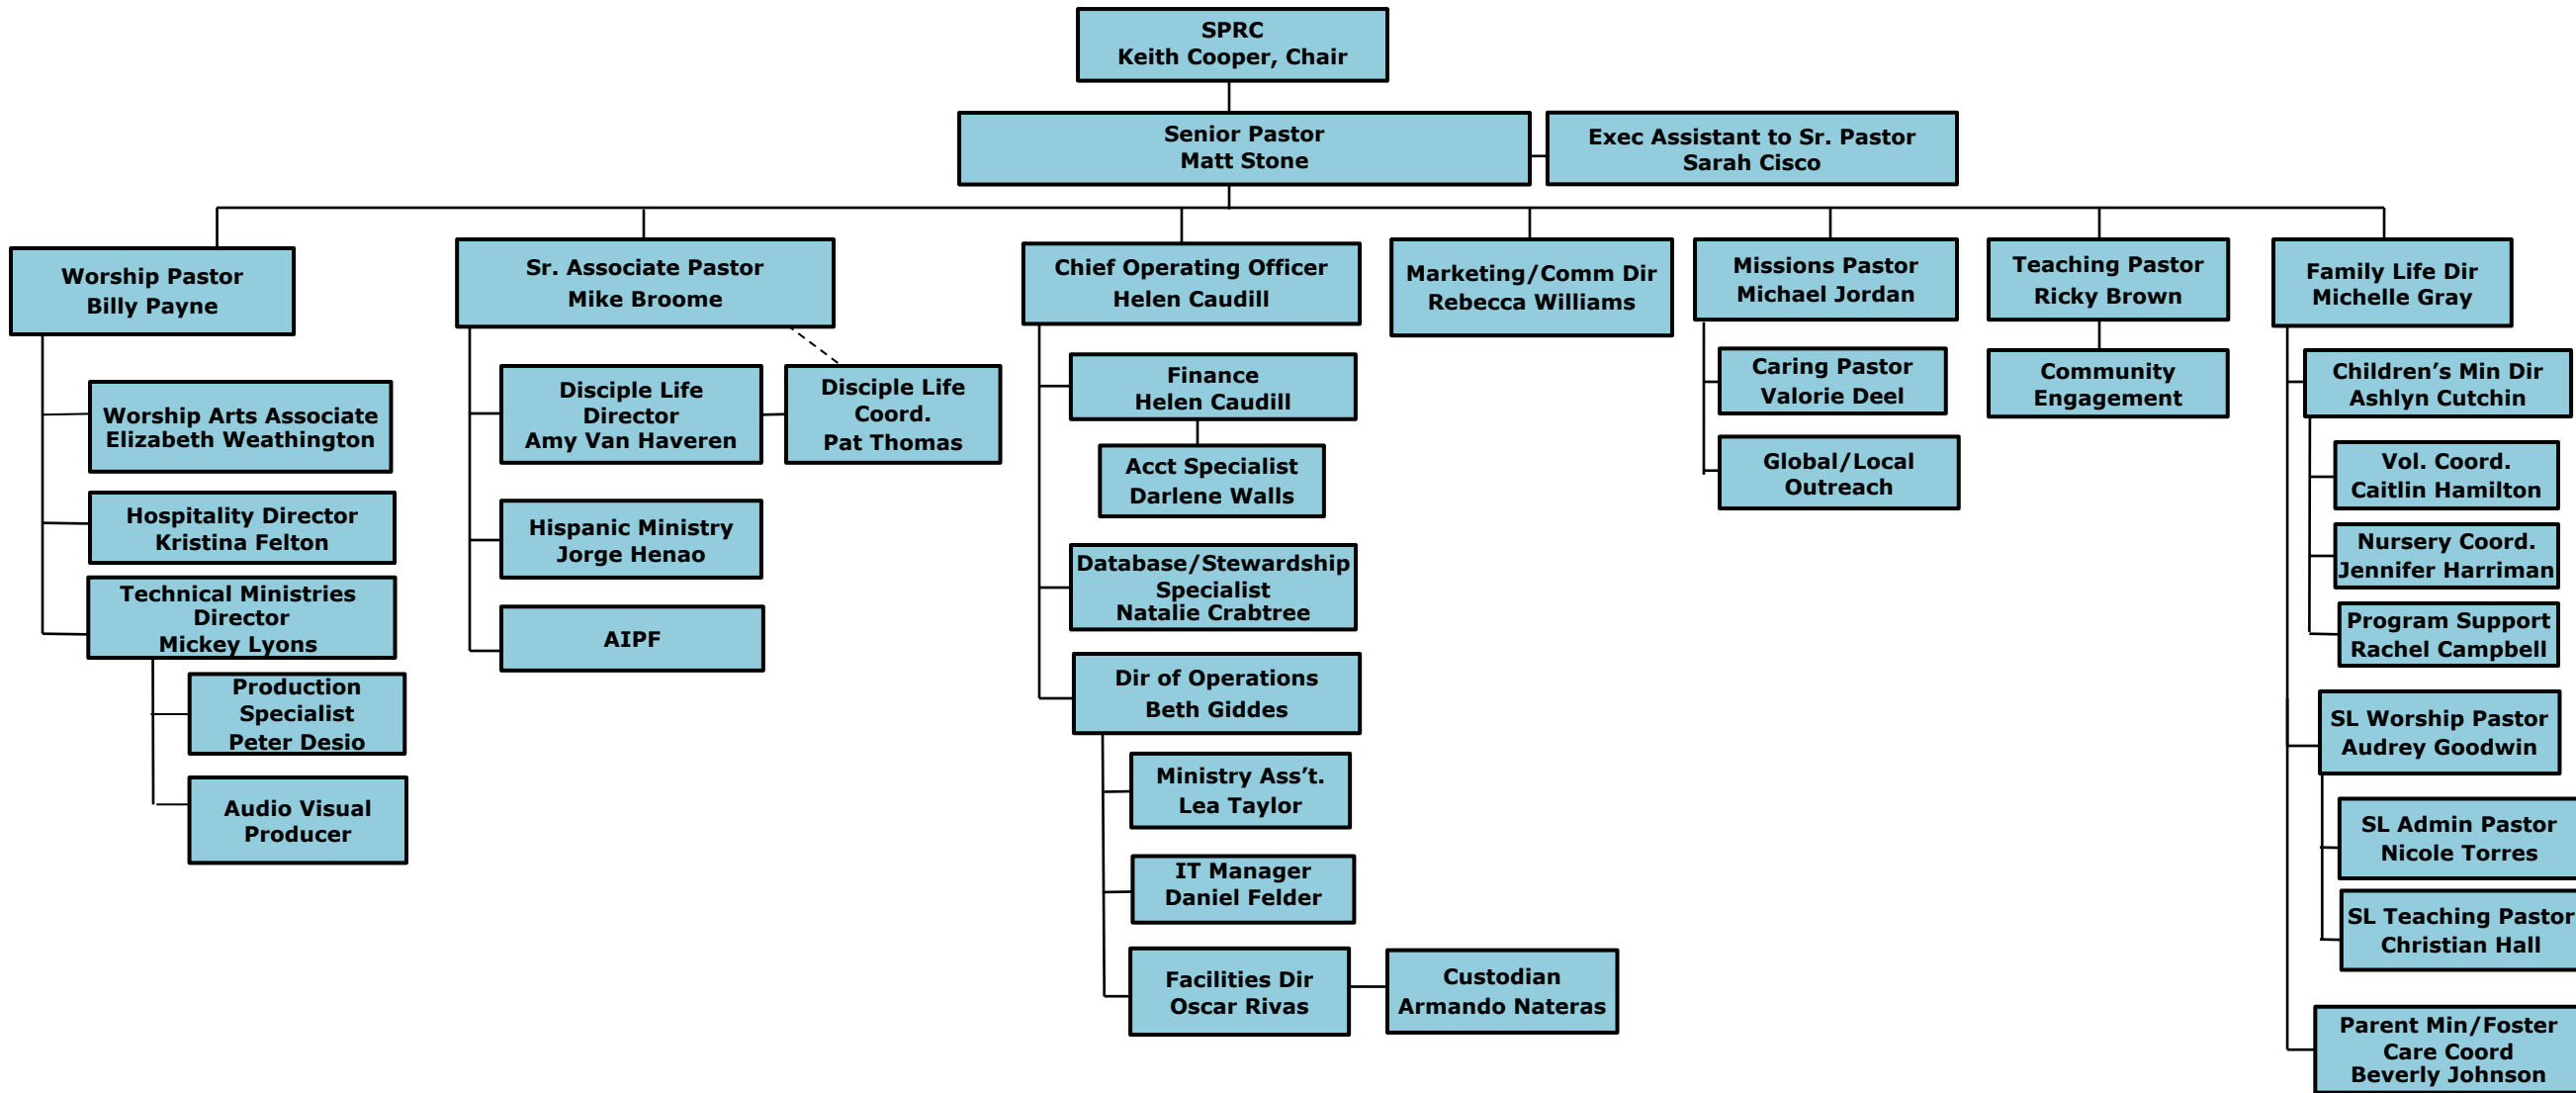 SPRC
Keith Cooper, Chair
Senior Pastor
Matt Stone
Exec Assistant to Sr. Pastor
Sarah Cisco
Worship Pastor
Billy Payne
Sr. Associate Pastor
Mike Broome
Chief Operating Officer
Helen Caudill
Marketing/Comm Dir
Rebecca Williams
Missions Pastor
Michael Jordan
Teaching Pastor
Ricky Brown
Family Life Dir
Michelle Gray
Worship Arts Associate
Elizabeth Weathington
Hospitality Director
Kristina Felton
Technical Ministries
Director
Mickey Lyons
Production
Specialist
Peter Desio
Audio Visual
Producer
Disciple Life
Director
Amy Van Haveren
Disciple Life
Coord.
Pat Thomas
Hispanic Ministry
Jorge Henao
AIPF
Finance
Helen Caudill
Acct Specialist
Darlene Walls
Database/Stewardship
Specialist
Natalie Crabtree
Dir of Operations
Beth Giddes
Ministry Ass’t.
Lea Taylor
IT Manager
Daniel Felder
Facilities Dir
Oscar Rivas
Custodian
Armando Nateras
Caring Pastor
Valorie Deel
Global/Local
Outreach
Community
Engagement
Children’s Min Dir
Ashlyn Cutchin
Vol. Coord.
Caitlin Hamilton
Nursery Coord.
Jennifer Harriman
Program Support
Rachel Campbell
SL Worship Pastor
Audrey Goodwin
SL Admin Pastor
Nicole Torres
SL Teaching Pastor
Christian Hall
Parent Min/Foster
Care Coord
Beverly Johnson